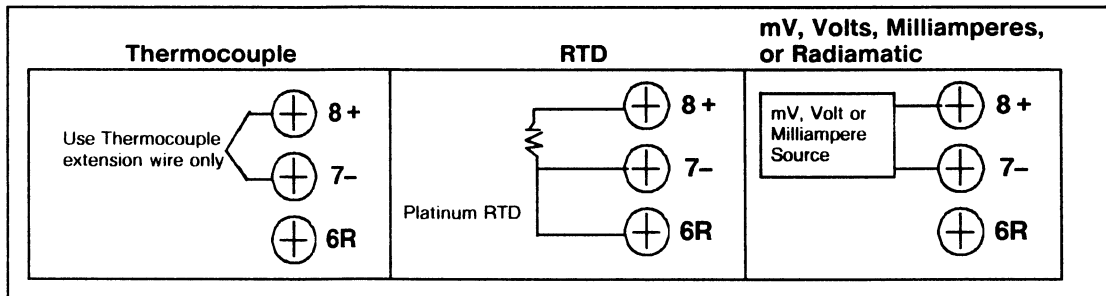 Thermocouple
RTD
mV, Volts, Milliamperes,
or Radiamatic
Use Thermocouple
extension wire only
8 +
7–
6R
Platinum RTD
8 +
7–
6R
mV, Volt or
Milliampere
Source
8 +
7–
6R